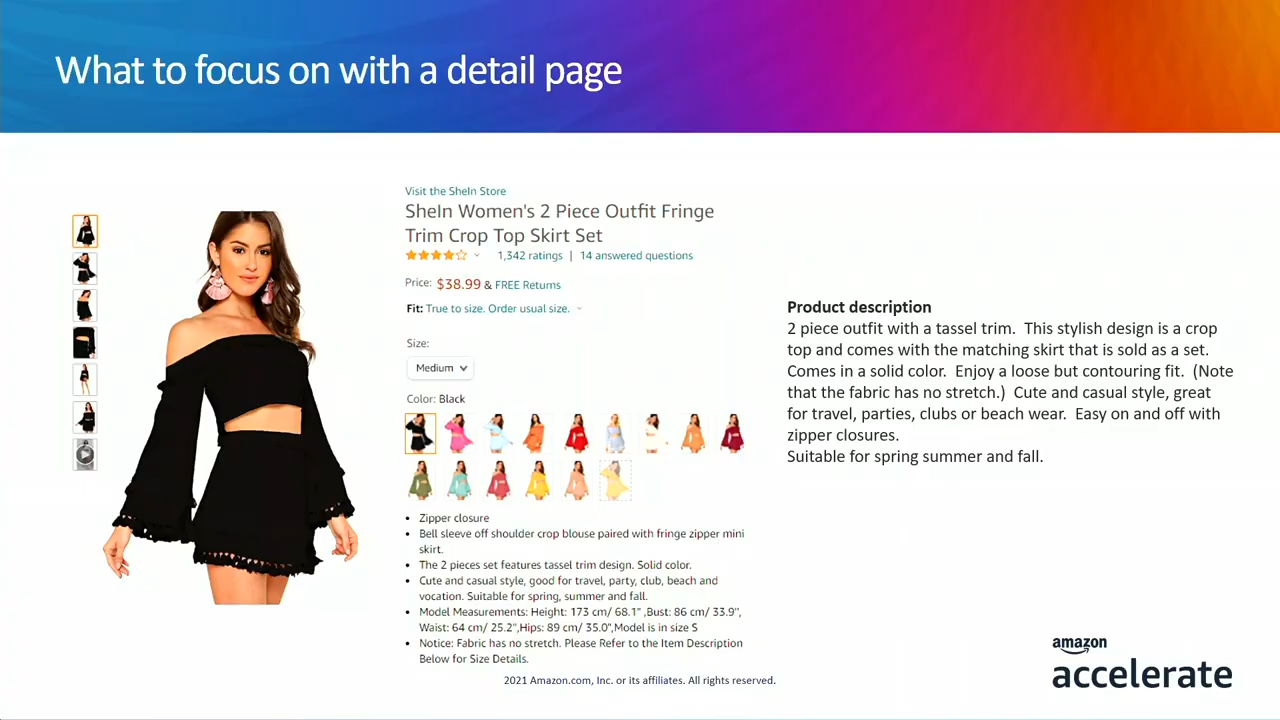 What to focus on with a detail page
Visit the SheIn Store
SheIn Women's 2 Piece Outfit Fringe
Trim Crop Top Skirt Set
1,342 ratings | 14 answered questions
Price: $38.99 & FREE Returns
Fit: True to size. Order usual size.
Size:
Medium
Color: Black
• Zipper closure
• Bell sleeve off shoulder crop blouse paired with fringe zipper mini
skirt.
• The 2 pieces set features tassel trim design. Solid color.
• Cute and casual style, good for travel, party, club, beach and
vocation. Suitable for spring, summer and fall.
• Model Measurements: Height: 173 cm/ 68.1" ,Bust: 86 cm/ 33.9",
Waist: 64 cm/ 25.2",Hips: 89 cm/ 35.0",Model is in size S
• Notice: Fabric has no stretch. Please Refer to the Item Description
Below for Size Details.
Product description
2 piece outfit with a tassel trim.  This stylish design is a crop
top and comes with the matching skirt that is sold as a set.
Comes in a solid color.  Enjoy a loose but contouring fit.  (Note
that the fabric has no stretch.)  Cute and casual style, great
for travel, parties, clubs or beach wear.  Easy on and off with
zipper closures.
Suitable for spring summer and fall.
2021 Amazon.com, Inc. or its affiliates. All rights reserved.
amazon
accelerate